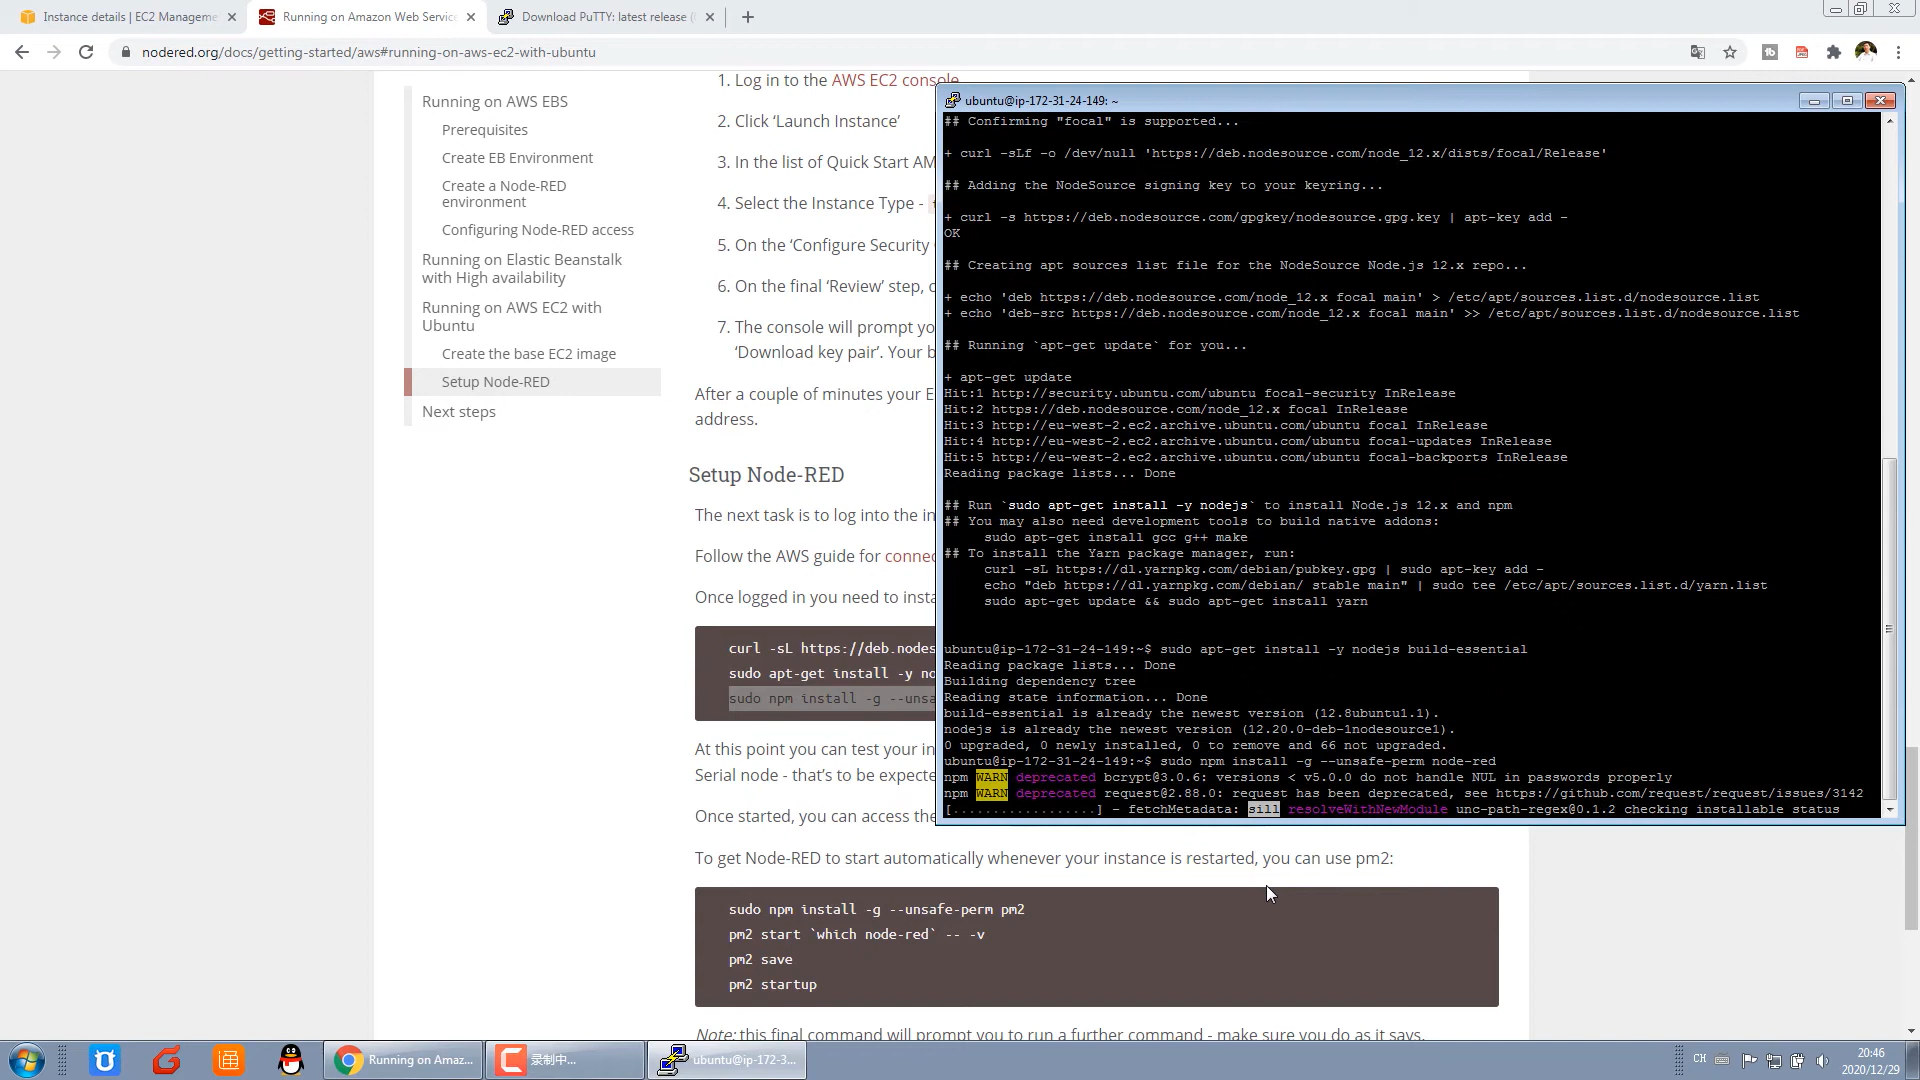 Instance details | EC2 Manageme
Running on Amazon Web Service
Download PuTTY: latest release (
nodered.org/docs/getting-started/aws#running-on-aws-ec2-with-ubuntu
Running on AWS EBS
Prerequisites
Create EB Environment
Create a Node-RED
environment
Configuring Node-RED access
Running on Elastic Beanstalk
with High availability
Running on AWS EC2 with
Ubuntu
Create the base EC2 image
Setup Node-RED
Next steps
1. Log in to the AWS EC2 console
2. Click ‘Launch Instance’
3. In the list of Quick Start AM
4. Select the Instance Type -
5. On the ‘Configure Security
6. On the final ‘Review’ step,
7. The console will prompt yo
‘Download key pair’. Your b
After a couple of minutes your E
address.
Setup Node-RED
The next task is to log into the in
Follow the AWS guide for connec
Once logged in you need to insta
curl -sL https://deb.nodes
sudo apt-get install -y no
sudo npm install -g --unsa
At this point you can test your in
Serial node - that’s to be expecte
Once started, you can access the
To get Node-RED to start automatically whenever your instance is restarted, you can use pm2:
sudo npm install -g --unsafe-perm pm2
pm2 start `which node-red` -- -v
pm2 save
pm2 startup
Note: this final command will prompt you to run a further command - make sure you do as it says.
ubuntu@ip-172-31-24-149: ~
## Confirming "focal" is supported...
+ curl -sLf -o /dev/null 'https://deb.nodesource.com/node_12.x/dists/focal/Release'
## Adding the NodeSource signing key to your keyring...
+ curl -s https://deb.nodesource.com/gpgkey/nodesource.gpg.key | apt-key add -
OK
## Creating apt sources list file for the NodeSource Node.js 12.x repo...
+ echo 'deb https://deb.nodesource.com/node_12.x focal main' > /etc/apt/sources.list.d/nodesource.list
+ echo 'deb-src https://deb.nodesource.com/node_12.x focal main' >> /etc/apt/sources.list.d/nodesource.list
## Running `apt-get update` for you...
+ apt-get update
Hit:1 http://security.ubuntu.com/ubuntu focal-security InRelease
Hit:2 https://deb.nodesource.com/node_12.x focal InRelease
Hit:3 http://eu-west-2.ec2.archive.ubuntu.com/ubuntu focal InRelease
Hit:4 http://eu-west-2.ec2.archive.ubuntu.com/ubuntu focal-updates InRelease
Hit:5 http://eu-west-2.ec2.archive.ubuntu.com/ubuntu focal-backports InRelease
Reading package lists... Done
## Run `sudo apt-get install -y nodejs` to install Node.js 12.x and npm
## You may also need development tools to build native addons:
sudo apt-get install gcc g++ make
## To install the Yarn package manager, run:
curl -sL https://dl.yarnpkg.com/debian/pubkey.gpg | sudo apt-key add -
echo "deb https://dl.yarnpkg.com/debian/ stable main" | sudo tee /etc/apt/sources.list.d/yarn.list
sudo apt-get update && sudo apt-get install yarn
ubuntu@ip-172-31-24-149:~$ sudo apt-get install -y nodejs build-essential
Reading package lists... Done
Building dependency tree
Reading state information... Done
build-essential is already the newest version (12.8ubuntu1.1).
nodejs is already the newest version (12.20.0-deb-1nodesource1).
0 upgraded, 0 newly installed, 0 to remove and 66 not upgraded.
ubuntu@ip-172-31-24-149:~$ sudo npm install -g --unsafe-perm node-red
npm WARN deprecated bcrypt@3.0.6: versions < v5.0.0 do not handle NUL in passwords properly
npm WARN deprecated request@2.88.0: request has been deprecated, see https://github.com/request/request/issues/3142
[..................] - fetchMetadata: sill resolveWithNewModule unc-path-regex@0.1.2 checking installable status
Running on Amaz...
录制中...
ubuntu@ip-172-3...
CH
20:46
2020/12/29